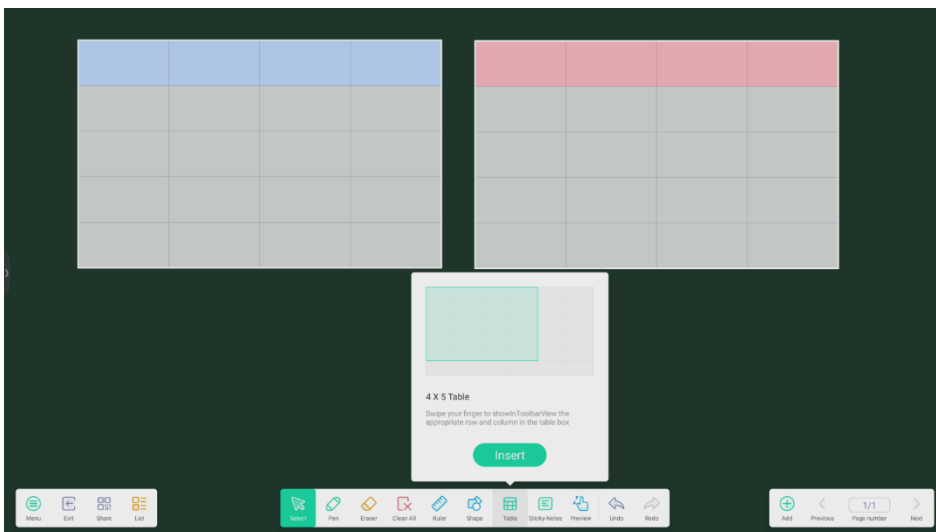 4 X 5 Table
Swipe your finger to showInToolbarView the
appropriate row and column in the table box
Insert
Menu
Exit
Share
List
Select
Pen
Eraser
Clean All
Ruler
Shape
Table
Sticky-Notes
Preview
Undo
Redo
Add
Previous
1/1
Page number
Next